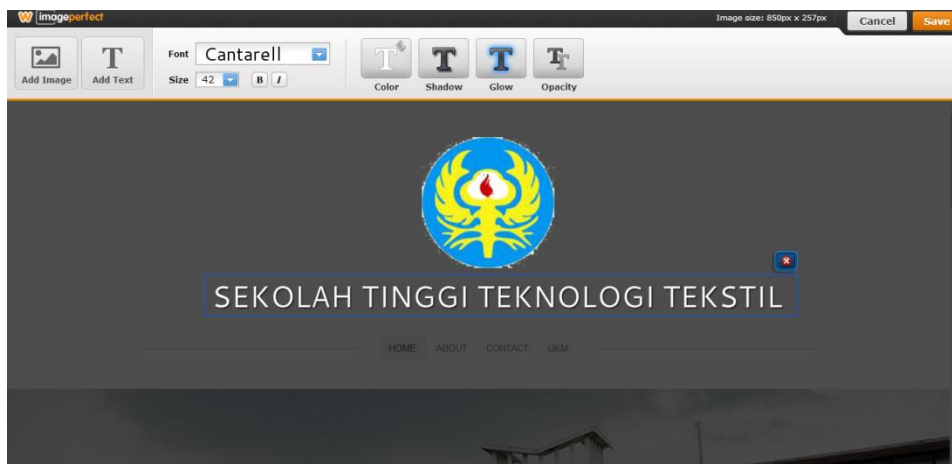 W imageperfect
Image size: 850px x 257px
Cancel
Save
Add Image
T
Add Text
Font Cantarell
Size 42 B I
T T T TT
Color Shadow Glow Opacity
SEKOLAH TINGGI TEKNOLOGI TEKSTIL
HOME ABOUT CONTACT UKM